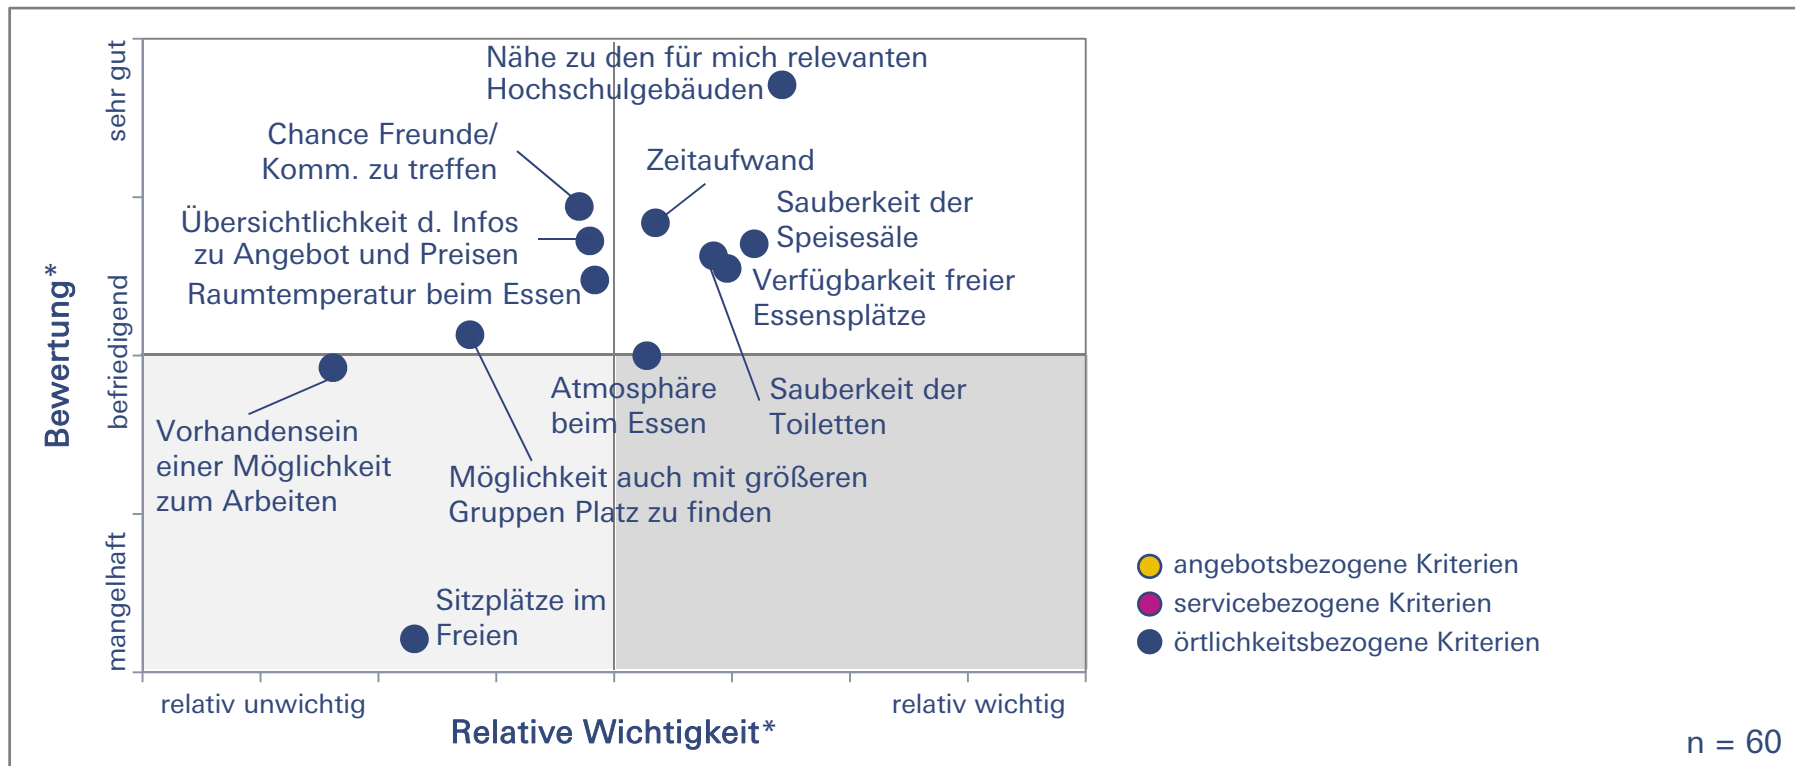 Nähe zu den für mich relevanten
Hochschulgebäuden
Chance Freunde/
Komm. zu treffen
Zeitaufwand
Sauberkeit der
Speisesäle
Übersichtlichkeit d. Infos
zu Angebot und Preisen
Raumtemperatur beim Essen
Verfügbarkeit freier
Essensplätze
Atmosphäre
beim Essen
Sauberkeit der
Toiletten
Vorhandensein
einer Möglichkeit
zum Arbeiten
Möglichkeit auch mit größeren
Gruppen Platz zu finden
Sitzplätze im
Freien
sehr gut
befriedigend
mangelhaft
Bewertung*
relativ unwichtig
relativ wichtig
Relative Wichtigkeit*
angebotsbezogene Kriterien
servicebezogene Kriterien
örtlichkeitsbezogene Kriterien
n = 60